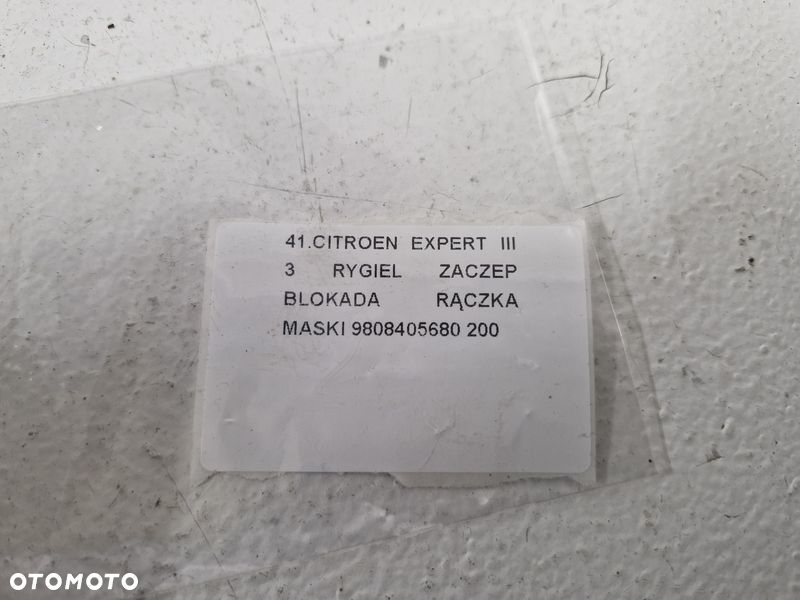 41.CITROEN EXPERT III
3 RYGIEL ZACZEP
BLOKADA RĄCZKA
MASKI 9808405680 200
OTOMOTO